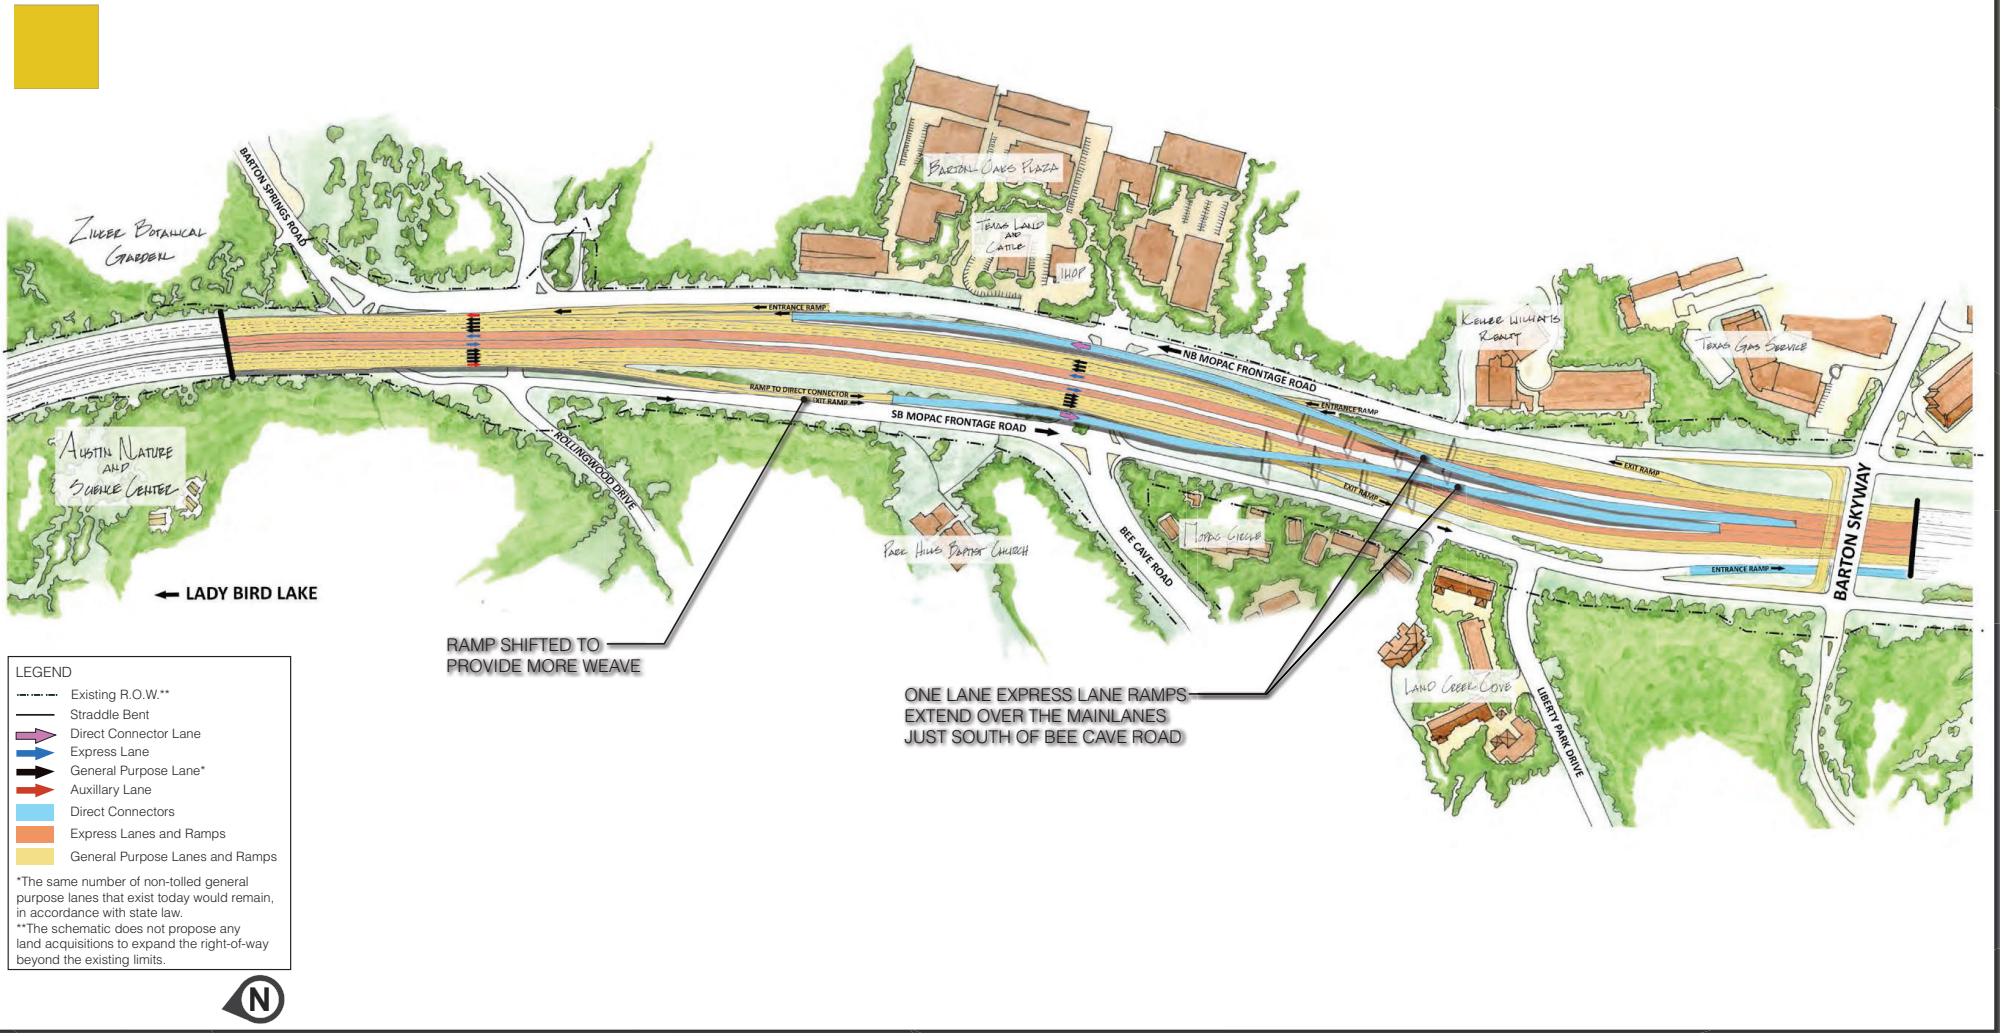 BARTON SPRINGS ROAD
ZILKER BOTANICAL
GARDEN
BARTON OAKS PLAZA
TEXAS LAND
AND
CATTLE
IHOP
ENTRANCE RAMP
NB MOPAC FRONTAGE ROAD
KELLER WILLIAMS
REALTY
TEXAS GAS SERVICE
ENTRANCE RAMP
RAMP TO DIRECT CONNECTOR
EXIT RAMP
SB MOPAC FRONTAGE ROAD
EXIT RAMP
EXIT RAMP
BARTON SKYWAY
ENTRANCE RAMP
AUSTIN NATURE
AND
SCIENCE CENTER
ROLLINGWOOD DRIVE
PARK HILLS BAPTIST CHURCH
BEE CAVE ROAD
MOPAC CIRCLE
LADY BIRD LAKE
LAND CREEK COVE
LIBERTY PARK DRIVE
RAMP SHIFTED TO
PROVIDE MORE WEAVE
ONE LANE EXPRESS LANE RAMPS
EXTEND OVER THE MAINLANES
JUST SOUTH OF BEE CAVE ROAD
LEGEND
Existing R.O.W.**
Straddle Bent
Direct Connector Lane
Express Lane
General Purpose Lane*
Auxillary Lane
Direct Connectors
Express Lanes and Ramps
General Purpose Lanes and Ramps
*The same number of non-tolled general
purpose lanes that exist today would remain,
in accordance with state law.
**The schematic does not propose any
land acquisitions to expand the right-of-way
beyond the existing limits.
N